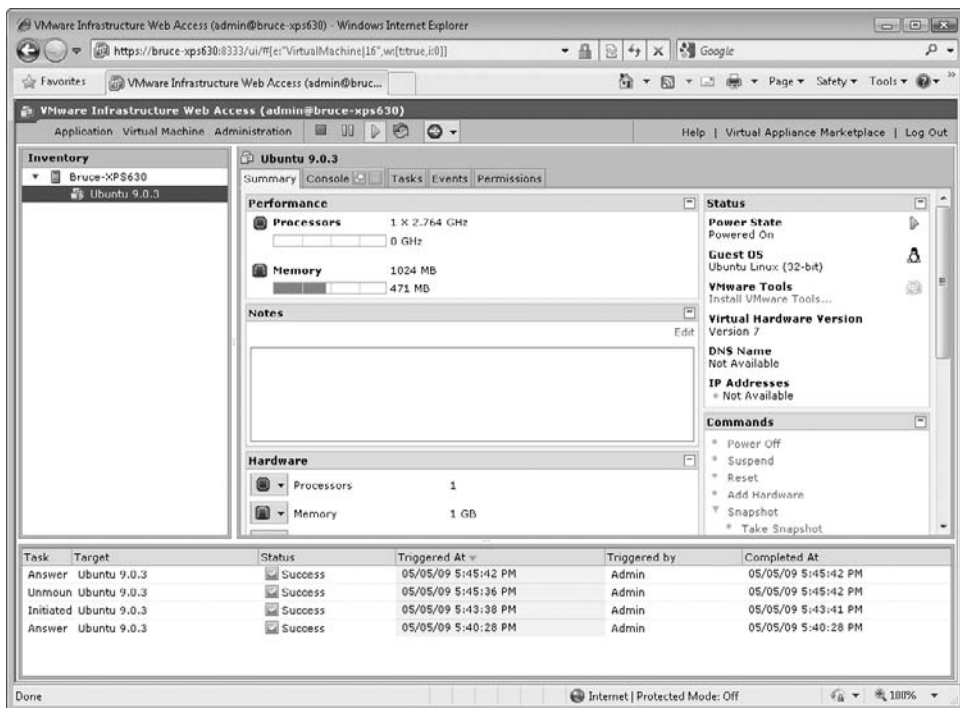 VMware Infrastructure Web Access (admin@bruce-xps630) - Windows Internet Explorer
https://bruce-xps630:8333/ui/#{e:"VirtualMachine|16",w:{t:true,i:0}}
Google
Favorites VMware Infrastructure Web Access (admin@bruc...
Page Safety Tools
VMware Infrastructure Web Access (admin@bruce-xps630)
Application Virtual Machine Administration Help | Virtual Appliance Marketplace | Log Out
Inventory
Bruce-XPS630
Ubuntu 9.0.3
Ubuntu 9.0.3
Summary Console Tasks Events Permissions
Performance
Processors 1 X 2.764 GHz
0 GHz
Memory 1024 MB
471 MB
Notes
Edit
Hardware
Processors 1
Memory 1 GB
Status
Power State
Powered On
Guest OS
Ubuntu Linux (32-bit)
VMware Tools
Install VMware Tools...
Virtual Hardware Version
Version 7
DNS Name
Not Available
IP Addresses
Not Available
Commands
Power Off
Suspend
Reset
Add Hardware
Snapshot
Take Snapshot
Task Target Status Triggered At Triggered by Completed At
Answer Ubuntu 9.0.3 Success 05/05/09 5:45:42 PM Admin 05/05/09 5:45:42 PM
Unmoun Ubuntu 9.0.3 Success 05/05/09 5:45:36 PM Admin 05/05/09 5:45:42 PM
Initiated Ubuntu 9.0.3 Success 05/05/09 5:43:38 PM Admin 05/05/09 5:43:41 PM
Answer Ubuntu 9.0.3 Success 05/05/09 5:40:28 PM Admin 05/05/09 5:40:28 PM
Done Internet | Protected Mode: Off 100%